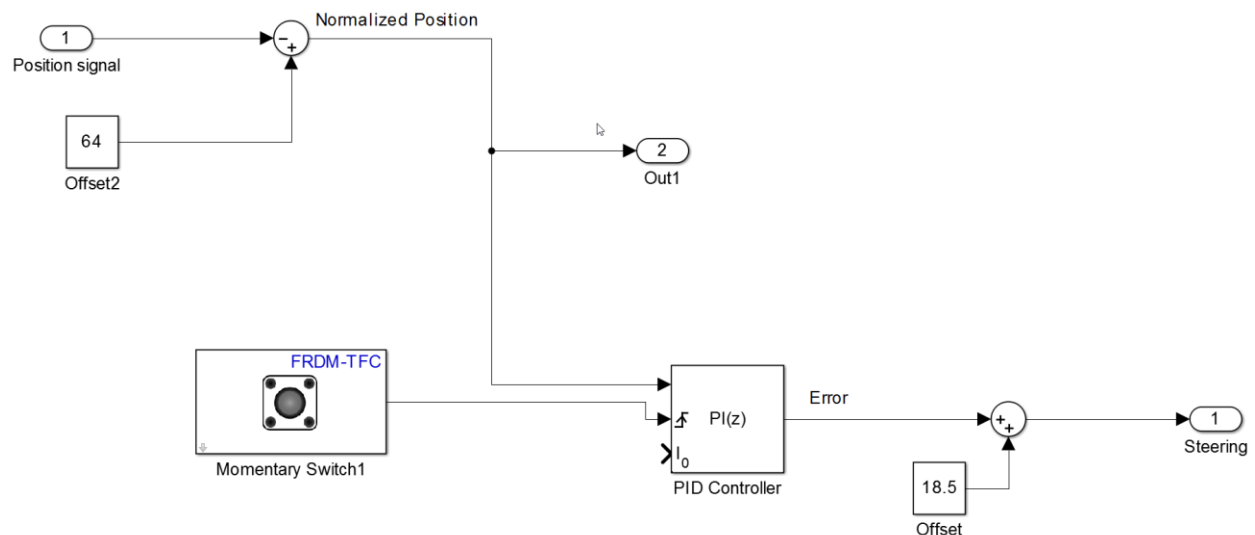 Normalized Position
1
Position signal
64
Offset2
2
Out1
FRDM-TFC
Momentary Switch1
PI(z)
I0
PID Controller
Error
18.5
Offset
1
Steering